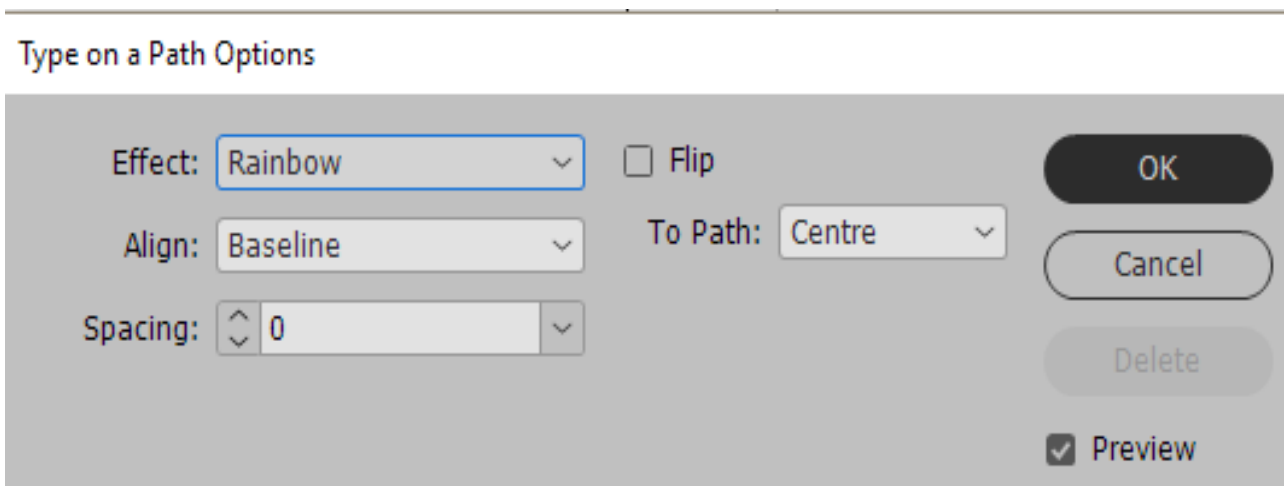 Type on a Path Options
Effect: Rainbow Flip OK
Align: Baseline To Path: Centre Cancel
Spacing: 0 Delete
Preview